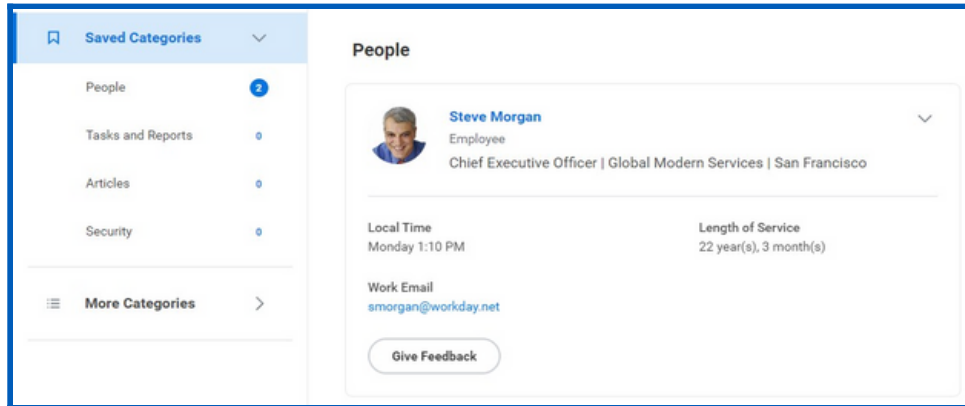 Saved Categories
People
2
Tasks and Reports
0
Articles
0
Security
0
More Categories
People
Steve Morgan
Employee
Chief Executive Officer | Global Modern Services | San Francisco
Local Time
Monday 1:10 PM
Length of Service
22 year(s), 3 month(s)
Work Email
smorgan@workday.net
Give Feedback